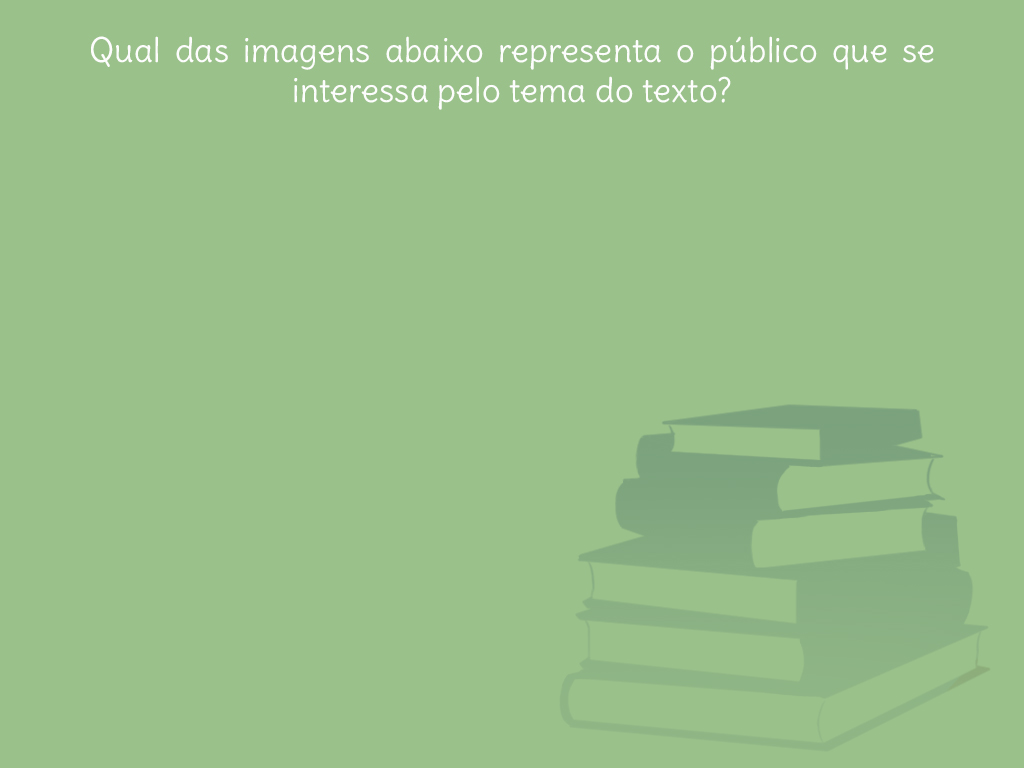 Qual das imagens abaixo representa o público que se
interessa pelo tema do texto?